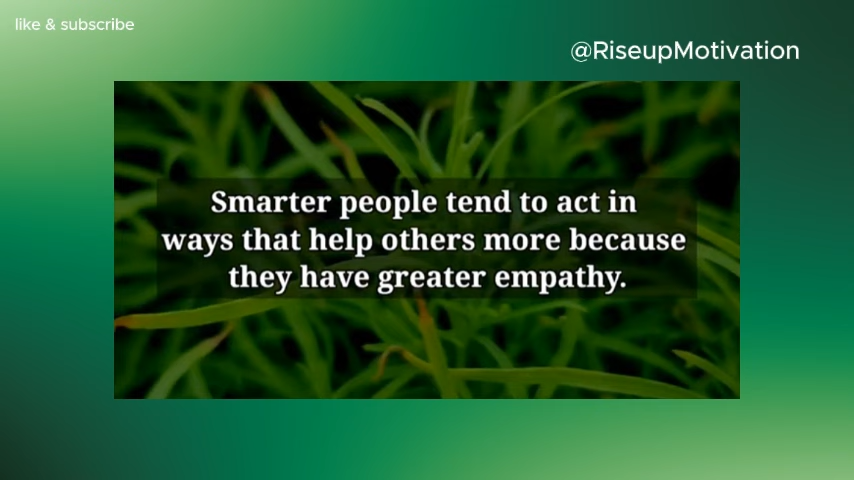 like & subscribe
@RiseupMotivation
Smarter people tend to act in
ways that help others more because
they have greater empathy.